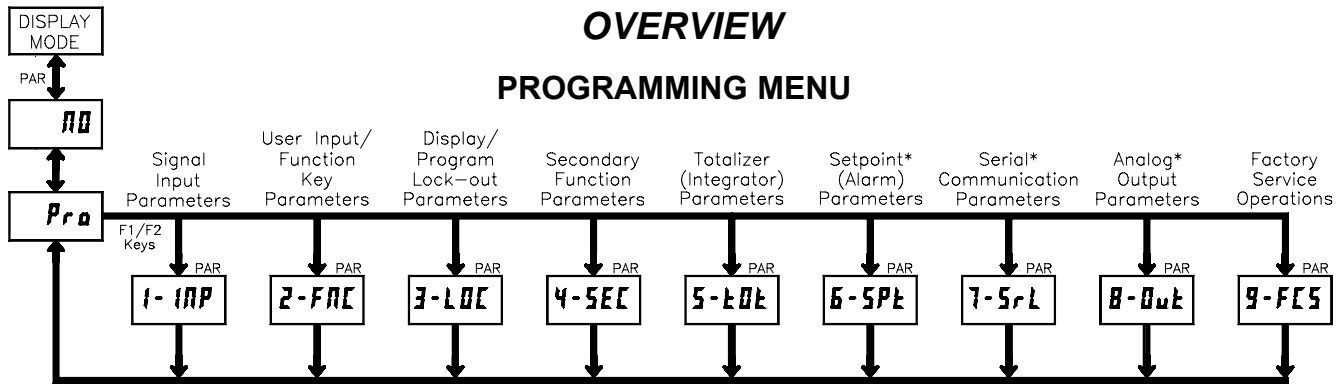 OVERVIEW
PROGRAMMING MENU
DISPLAY
MODE
PAR
NO
Pro
F1/F2
Keys
Signal
Input
Parameters
User Input/
Function
Key
Parameters
Display/
Program
Lock-out
Parameters
Secondary
Function
Parameters
Totalizer
(Integrator)
Parameters
Setpoint*
(Alarm)
Parameters
Serial*
Communication
Parameters
Analog*
Output
Parameters
Factory
Service
Operations
PAR
PAR
PAR
PAR
PAR
PAR
PAR
PAR
PAR
1-INP
2-FNC
3-LOC
4-SEC
5-tOt
6-SPt
7-SrL
8-Out
9-FCS